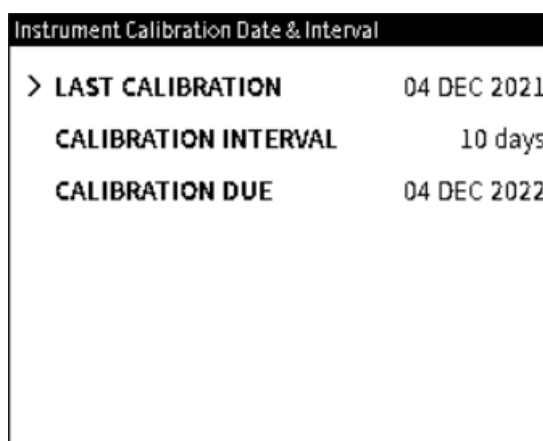 Instrument Calibration Date & Interval
> LAST CALIBRATION 04 DEC 2021
CALIBRATION INTERVAL 10 days
CALIBRATION DUE 04 DEC 2022